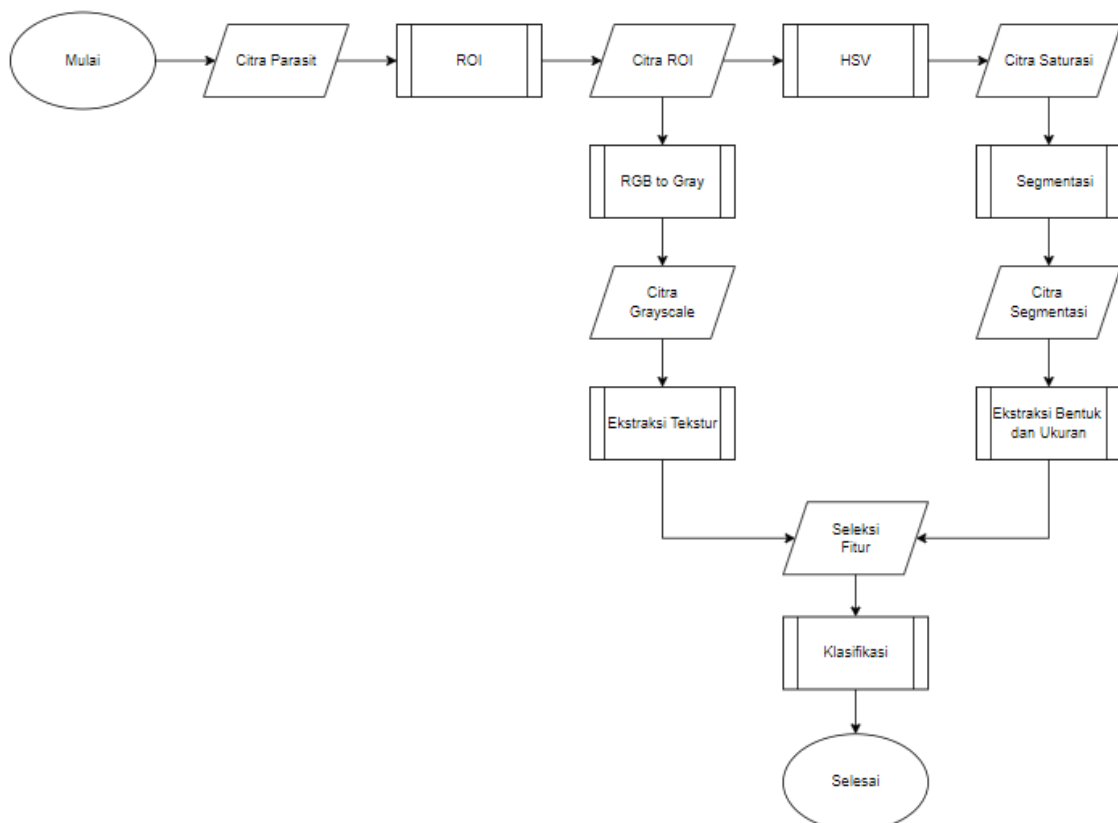 Mulai
Citra Parasit
ROI
Citra ROI
HSV
Citra Saturasi
RGB to Gray
Segmentasi
Citra
Grayscale
Citra
Segmentasi
Ekstraksi Tekstur
Ekstraksi Bentuk
dan Ukuran
Seleksi
Fitur
Klasifikasi
Selesai